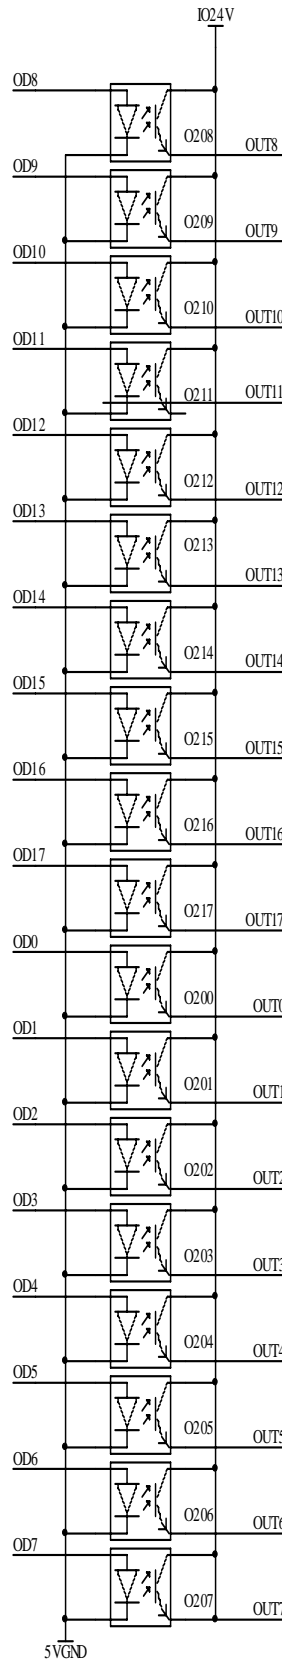 IO24V
OD8
O208
OUT8
OD9
O209
OUT9
OD10
O210
OUT10
OD11
O211
OUT11
OD12
O212
OUT12
OD13
O213
OUT13
OD14
O214
OUT14
OD15
O215
OUT15
OD16
O216
OUT16
OD17
O217
OUT17
OD0
O200
OUT0
OD1
O201
OUT1
OD2
O202
OUT2
OD3
O203
OUT3
OD4
O204
OUT4
OD5
O205
OUT5
OD6
O206
OUT6
OD7
O207
OUT7
5VGND